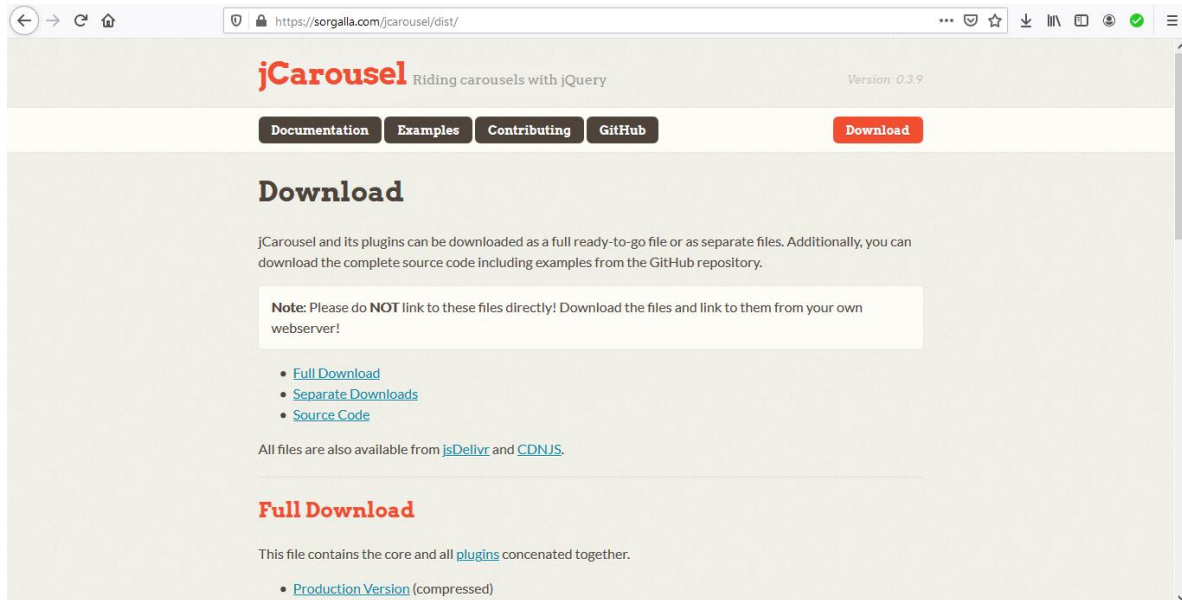 https://sorgalla.com/jcarousel/dist/
jCarousel Riding carousels with jQuery
Version: 0.3.9
Documentation Examples Contributing GitHub Download
Download
jCarousel and its plugins can be downloaded as a full ready-to-go file or as separate files. Additionally, you can
download the complete source code including examples from the GitHub repository.
Note: Please do NOT link to these files directly! Download the files and link to them from your own
webserver!
• Full Download
• Separate Downloads
• Source Code
All files are also available from jsDelivr and CDNJS.
Full Download
This file contains the core and all plugins concenated together.
• Production Version (compressed)